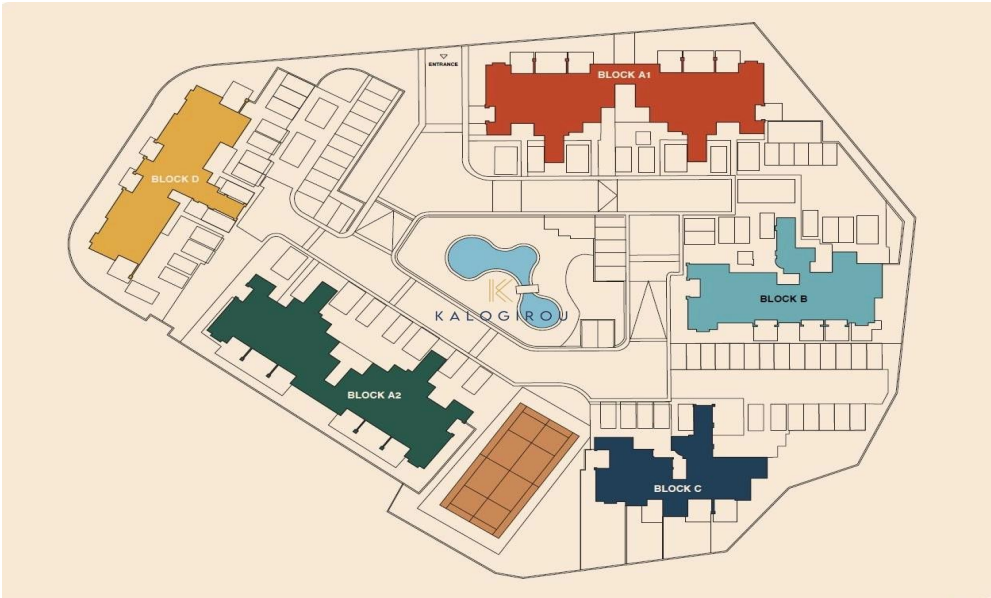 ENTRANCE
BLOCK A1
BLOCK D
BLOCK B
K
KALOGIROU
BLOCK A2
BLOCK C